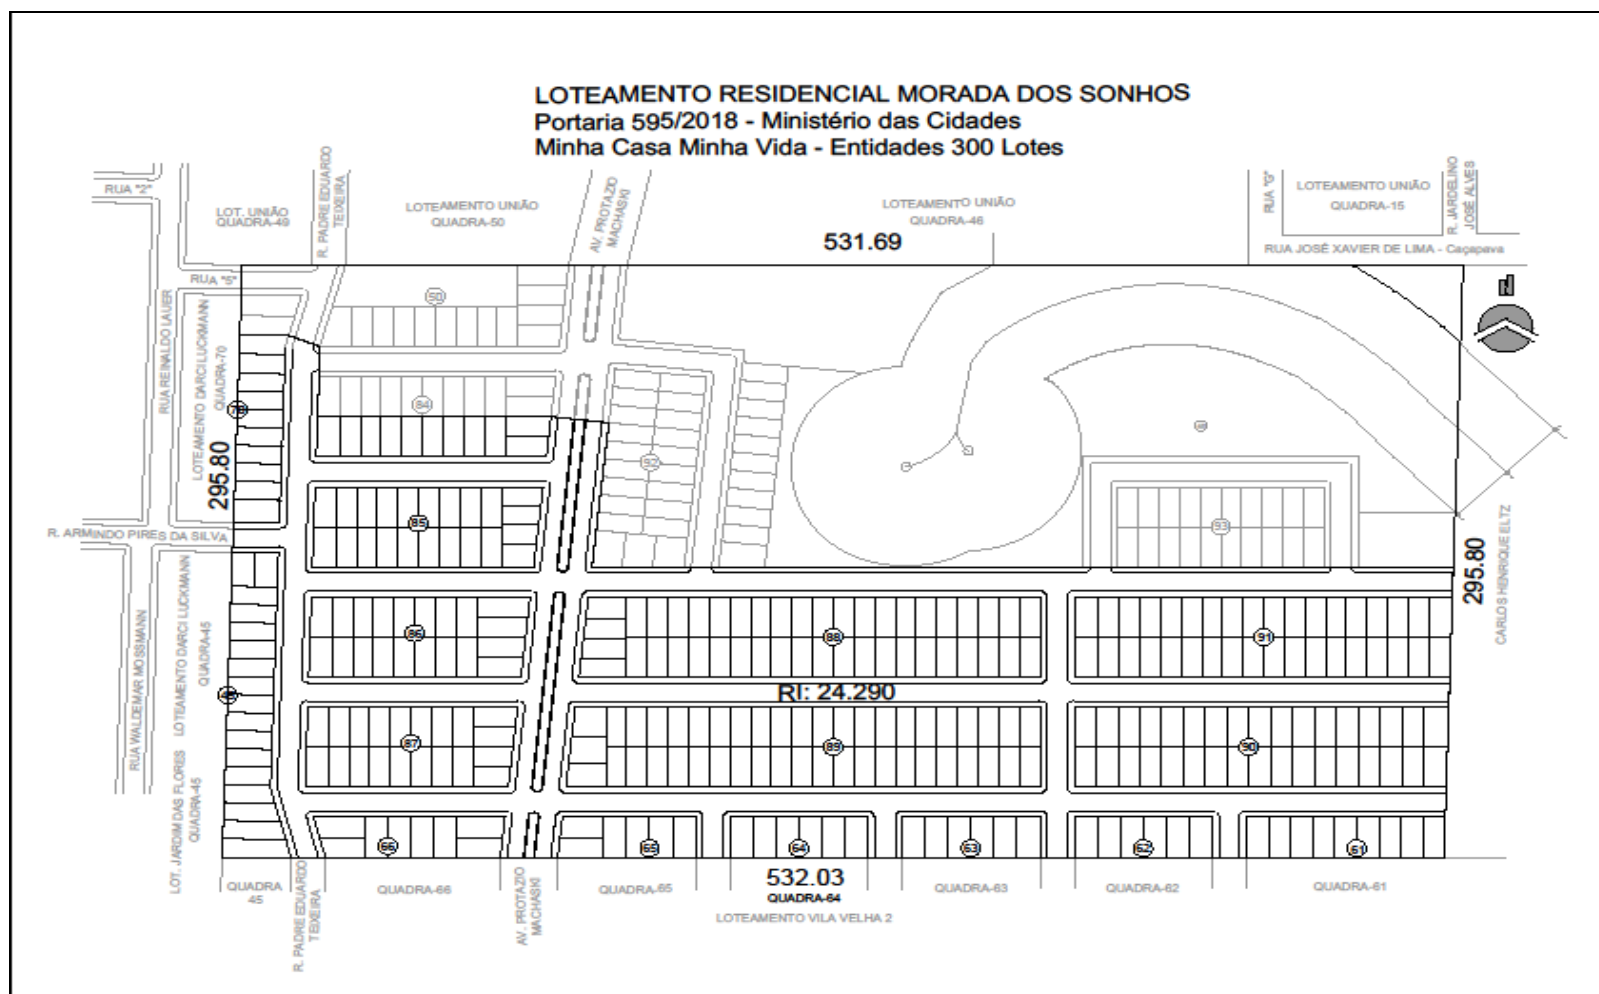 LOTEAMENTO RESIDENCIAL MORADA DOS SONHOS
Portaria 595/2018 - Ministério das Cidades
Minha Casa Minha Vida - Entidades 300 Lotes
RUA "2"
LOT. UNIÃO
QUADRA-49
R. PADRE EDUARDO
TEIXEIRA
LOTEAMENTO UNIÃO
QUADRA-50
AV. PROTAZIO
MACHASKI
LOTEAMENTO UNIÃO
QUADRA-46
531.69
RUA "G"
LOTEAMENTO UNIÃO
QUADRA-15
R. JARDELINO
JOSÉ ALVES
RUA JOSÉ XAVIER DE LIMA - Caçapava
RUA "5"
RUA REINALDO LAUER
LOTEAMENTO DARCI LUCKMANN
QUADRA-70
50
84
70
295.80
92
85
93
R. ARMINDO PIRES DA SILVA
295.80
CARLOS HENRIQUE ELTZ
RUA WALDEMAR MOSSMANN
LOTEAMENTO DARCI LUCKMANN
QUADRA-45
86
88
91
45
RI: 24.290
87
89
90
LOT. JARDIM DAS FLORES
QUADRA-45
66
65
64
63
62
61
QUADRA
45
R. PADRE EDUARDO
TEIXEIRA
QUADRA-66
AV. PROTAZIO
MACHASKI
QUADRA-65
532.03
QUADRA-64
QUADRA-63
QUADRA-62
QUADRA-61
LOTEAMENTO VILA VELHA 2